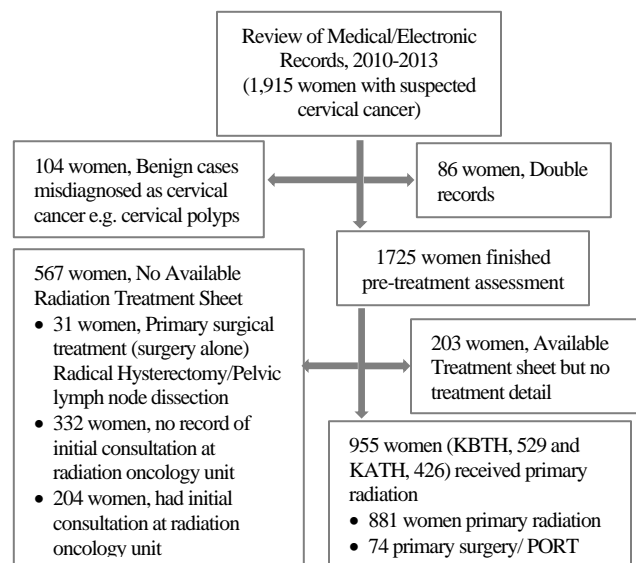 Review of Medical/Electronic
Records, 2010-2013
(1,915 women with suspected
cervical cancer)
104 women, Benign cases
misdiagnosed as cervical
cancer e.g. cervical polyps
86 women, Double
records
1725 women finished
pre-treatment assessment
567 women, No Available
Radiation Treatment Sheet
• 31 women, Primary surgical
treatment (surgery alone)
Radical Hysterectomy/Pelvic
lymph node dissection
• 332 women, no record of
initial consultation at
radiation oncology unit
• 204 women, had initial
consultation at radiation
oncology unit
203 women, Available
Treatment sheet but no
treatment detail
955 women (KBTH, 529 and
KATH, 426) received primary
radiation
• 881 women primary radiation
• 74 primary surgery/ PORT